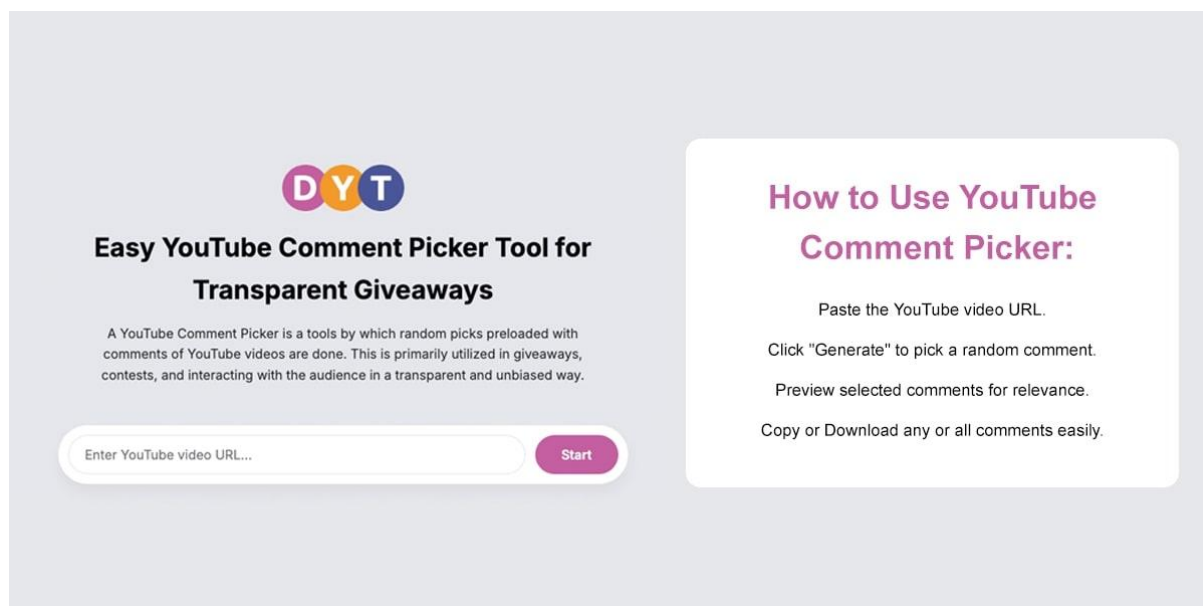 DYT
Easy YouTube Comment Picker Tool for
Transparent Giveaways
A YouTube Comment Picker is a tools by which random picks preloaded with
comments of YouTube videos are done. This is primarily utilized in giveaways,
contests, and interacting with the audience in a transparent and unbiased way.
Enter YouTube video URL...
Start
How to Use YouTube
Comment Picker:
Paste the YouTube video URL.
Click "Generate" to pick a random comment.
Preview selected comments for relevance.
Copy or Download any or all comments easily.